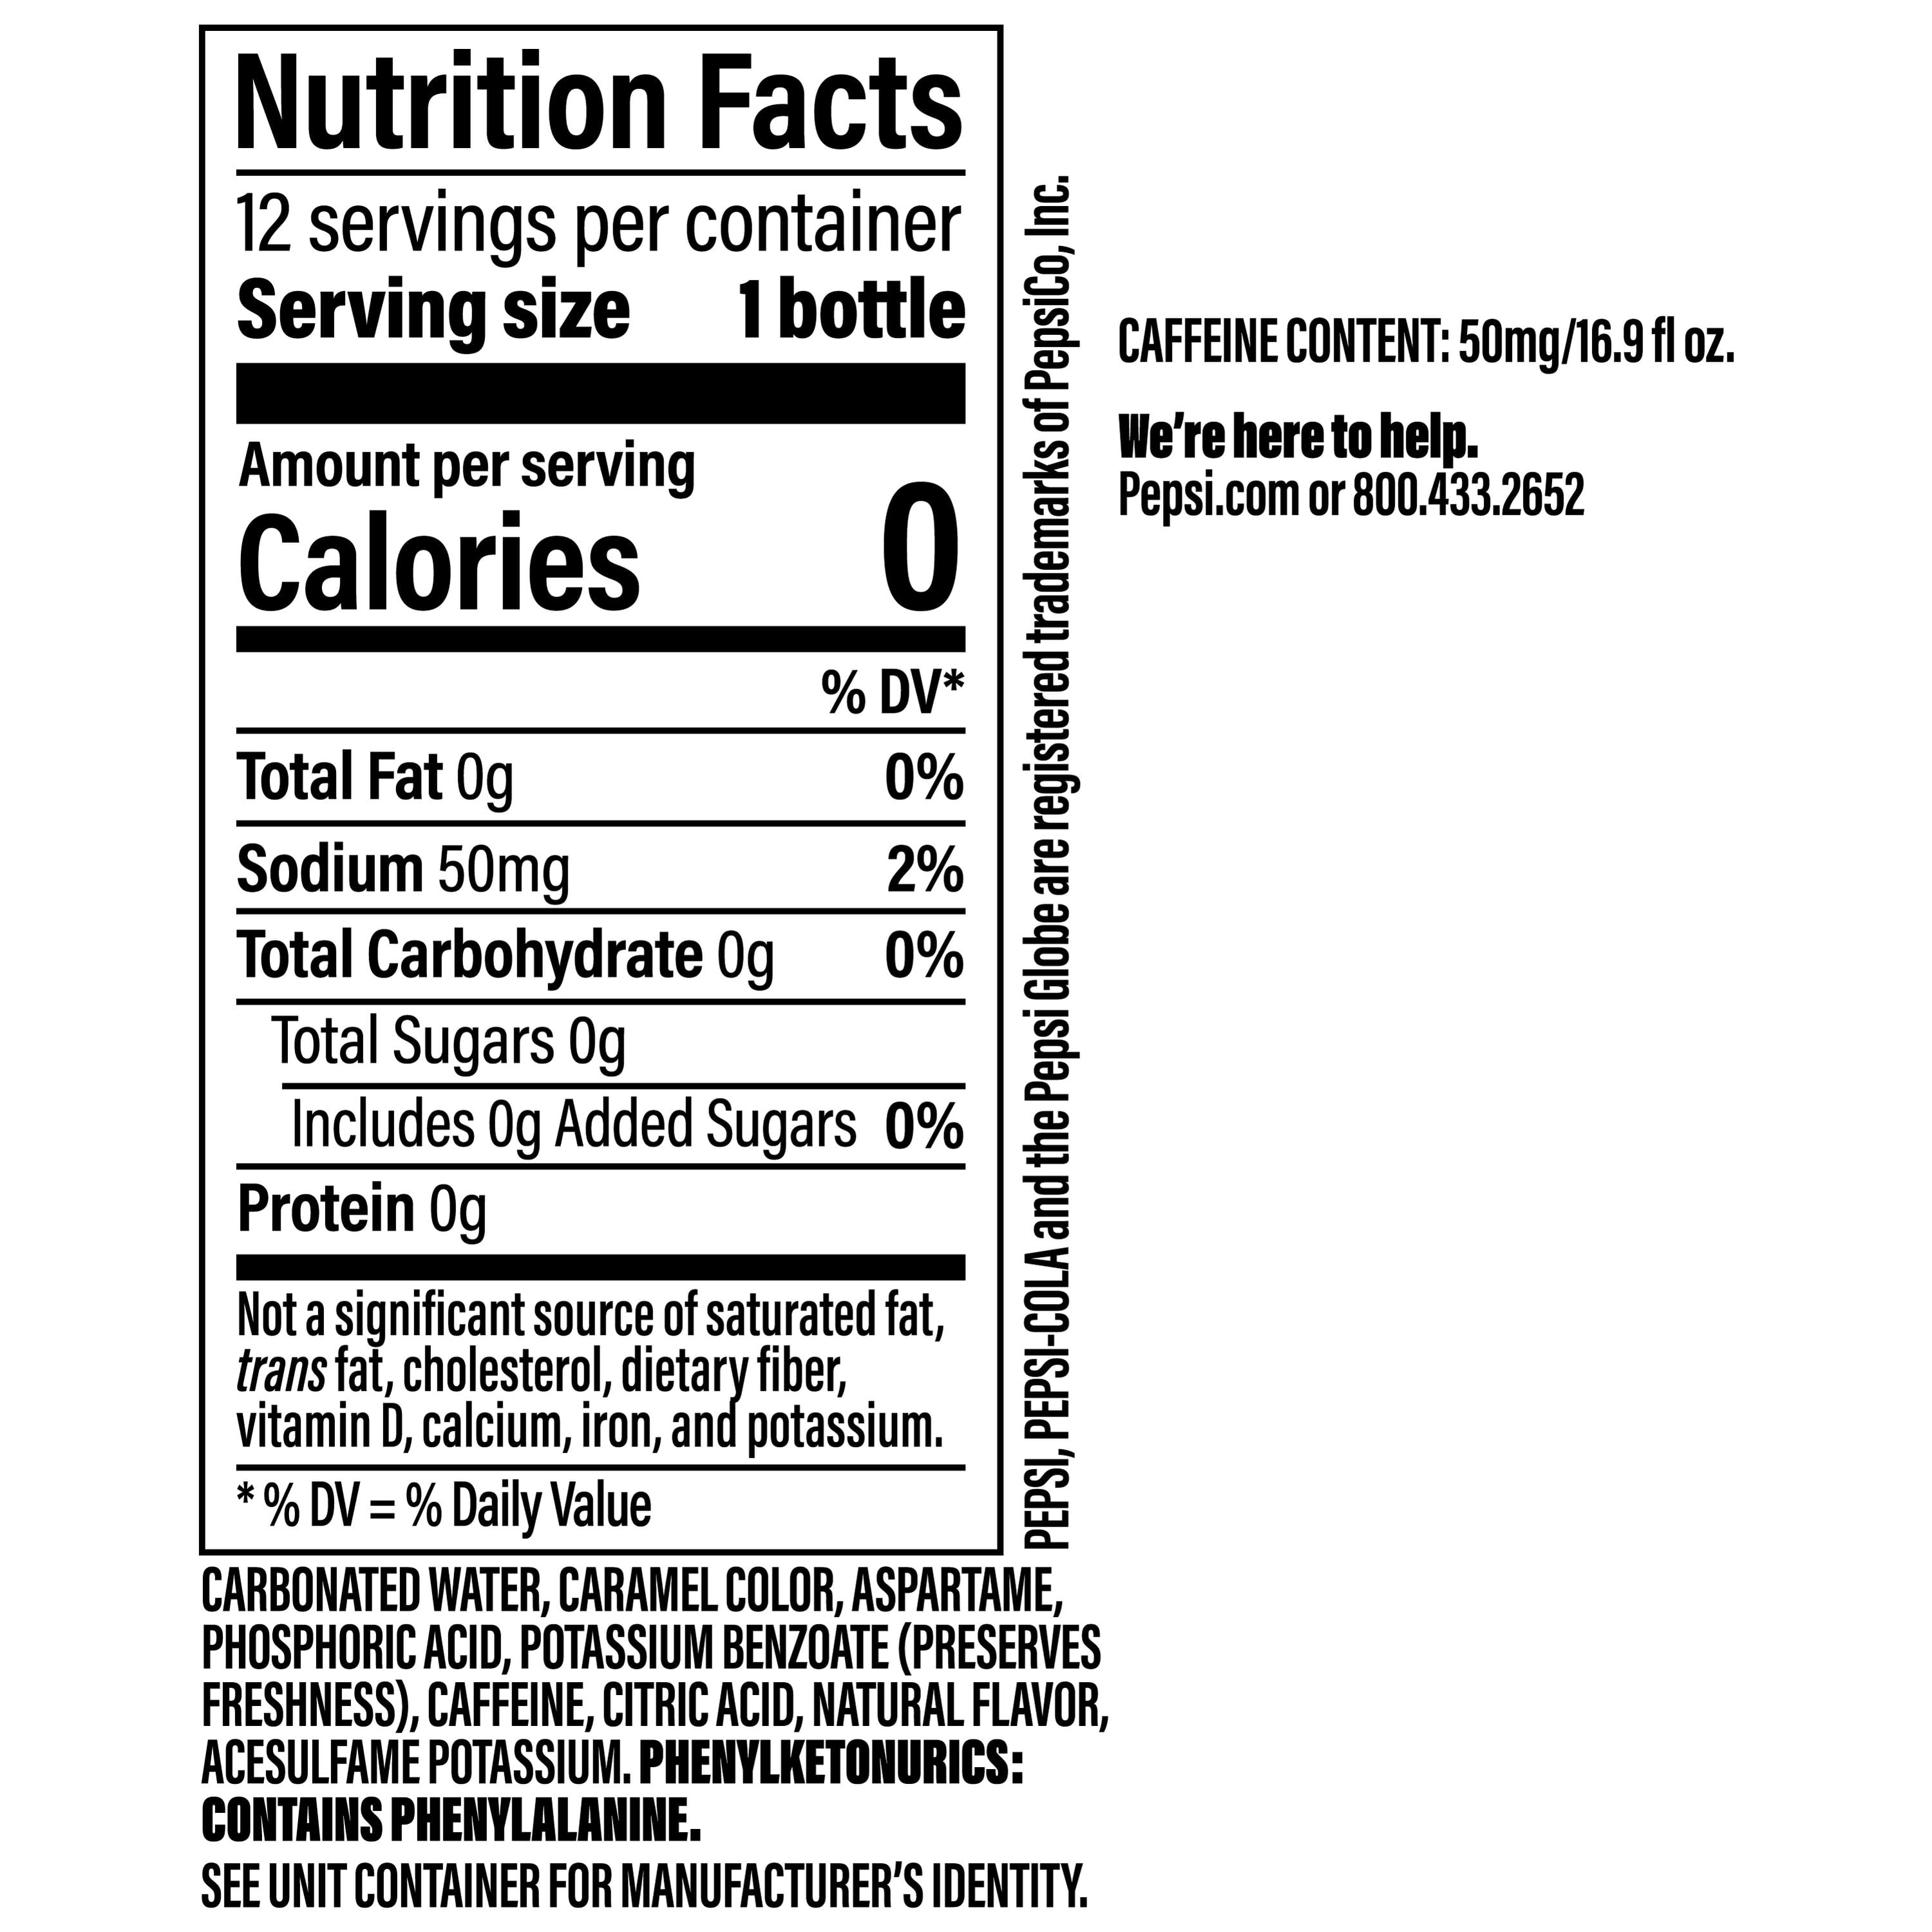 Nutrition Facts
12 servings per container
Serving size 1 bottle
Amount per serving
Calories 0
% DV*
Total Fat 0g 0%
Sodium 50mg 2%
Total Carbohydrate 0g 0%
Total Sugars 0g
Includes 0g Added Sugars 0%
Protein 0g
Not a significant source of saturated fat,
trans fat, cholesterol, dietary fiber,
vitamin D, calcium, iron, and potassium.
* % DV = % Daily Value
PEPSI, PEPSI-COLA and the Pepsi Globe are registered trademarks of PepsiCo, Inc.
CAFFEINE CONTENT: 50mg/16.9 fl oz.
We're here to help.
Pepsi.com or 800.433.2652
CARBONATED WATER, CARAMEL COLOR, ASPARTAME,
PHOSPHORIC ACID, POTASSIUM BENZOATE (PRESERVES
FRESHNESS), CAFFEINE, CITRIC ACID, NATURAL FLAVOR,
ACESULFAME POTASSIUM. PHENYLKETONURICS:
CONTAINS PHENYLALANINE.
SEE UNIT CONTAINER FOR MANUFACTURER'S IDENTITY.